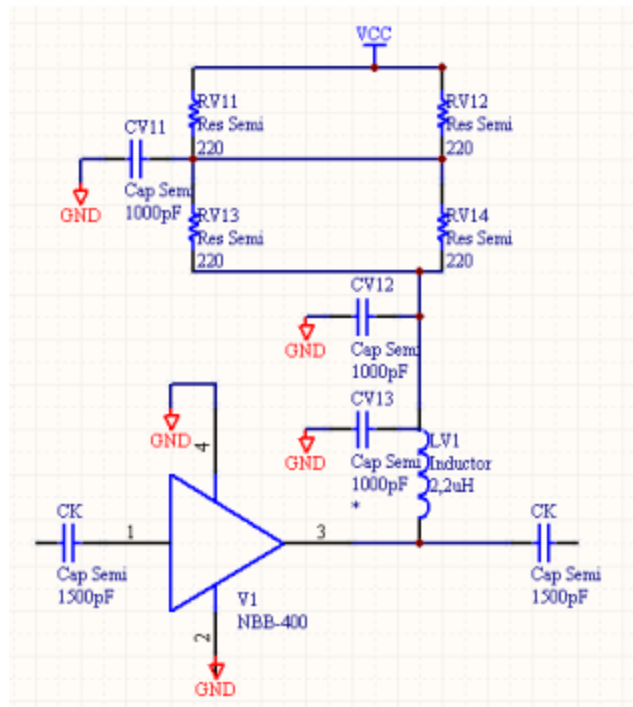 VCC
RV11
Res Semi
220
RV12
Res Semi
220
CV11
Cap Semi
1000pF
GND
RV13
Res Semi
220
RV14
Res Semi
220
CV12
Cap Semi
1000pF
GND
CV13
Cap Semi
1000pF
*
GND
LV1
Inductor
2,2uH
GND
4
CK
Cap Semi
1500pF
1
3
CK
Cap Semi
1500pF
V1
NBB-400
2
GND